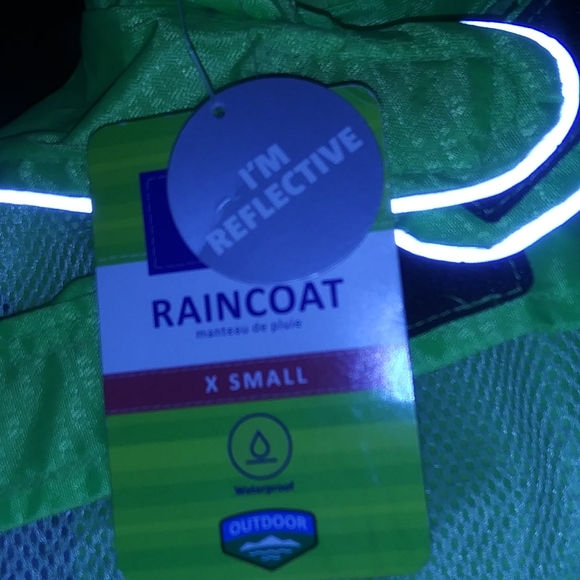 I'M
REFLECTIVE
RAINCOAT
manteau de pluie
X SMALL
Waterproof
OUTDOOR